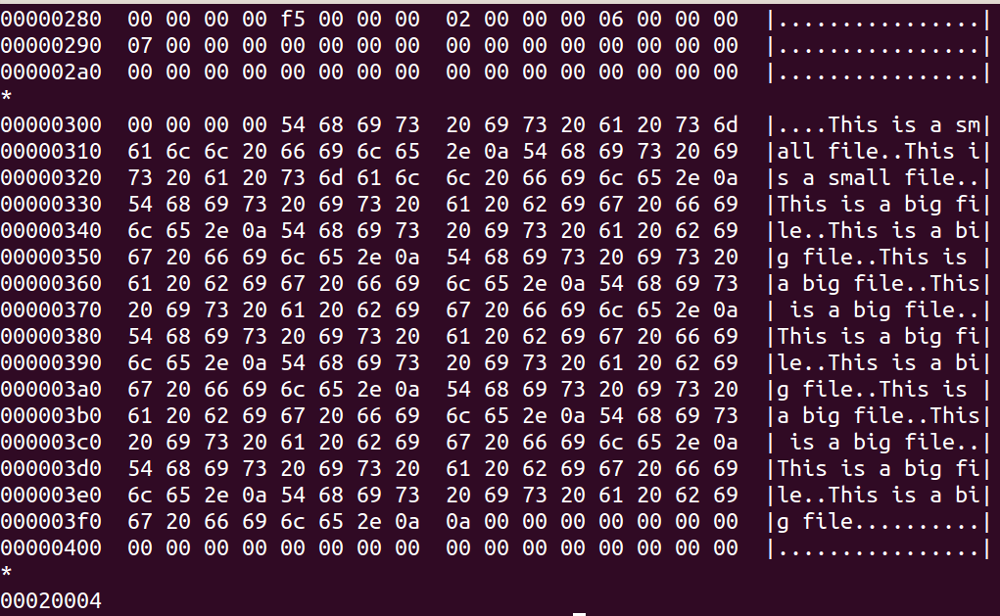 00000280  00 00 00 00 f5 00 00 00  02 00 00 00 06 00 00 00  |................|
00000290  07 00 00 00 00 00 00 00  00 00 00 00 00 00 00 00  |................|
000002a0  00 00 00 00 00 00 00 00  00 00 00 00 00 00 00 00  |................|
*
00000300  00 00 00 00 54 68 69 73  20 69 73 20 61 20 73 6d  |....This is a sm|
00000310  61 6c 6c 20 66 69 6c 65  2e 0a 54 68 69 73 20 69  |all file..This i|
00000320  73 20 61 20 73 6d 61 6c  6c 20 66 69 6c 65 2e 0a  |s a small file..|
00000330  54 68 69 73 20 69 73 20  61 20 62 69 67 20 66 69  |This is a big fi|
00000340  6c 65 2e 0a 54 68 69 73  20 69 73 20 61 20 62 69  |le..This is a bi|
00000350  67 20 66 69 6c 65 2e 0a  54 68 69 73 20 69 73 20  |g file..This is |
00000360  61 20 62 69 67 20 66 69  6c 65 2e 0a 54 68 69 73  |a big file..This|
00000370  20 69 73 20 61 20 62 69  67 20 66 69 6c 65 2e 0a  | is a big file..|
00000380  54 68 69 73 20 69 73 20  61 20 62 69 67 20 66 69  |This is a big fi|
00000390  6c 65 2e 0a 54 68 69 73  20 69 73 20 61 20 62 69  |le..This is a bi|
000003a0  67 20 66 69 6c 65 2e 0a  54 68 69 73 20 69 73 20  |g file..This is |
000003b0  61 20 62 69 67 20 66 69  6c 65 2e 0a 54 68 69 73  |a big file..This|
000003c0  20 69 73 20 61 20 62 69  67 20 66 69 6c 65 2e 0a  | is a big file..|
000003d0  54 68 69 73 20 69 73 20  61 20 62 69 67 20 66 69  |This is a big fi|
000003e0  6c 65 2e 0a 54 68 69 73  20 69 73 20 61 20 62 69  |le..This is a bi|
000003f0  67 20 66 69 6c 65 2e 0a  0a 00 00 00 00 00 00 00  |g file..........|
00000400  00 00 00 00 00 00 00 00  00 00 00 00 00 00 00 00  |................|
*
00020004